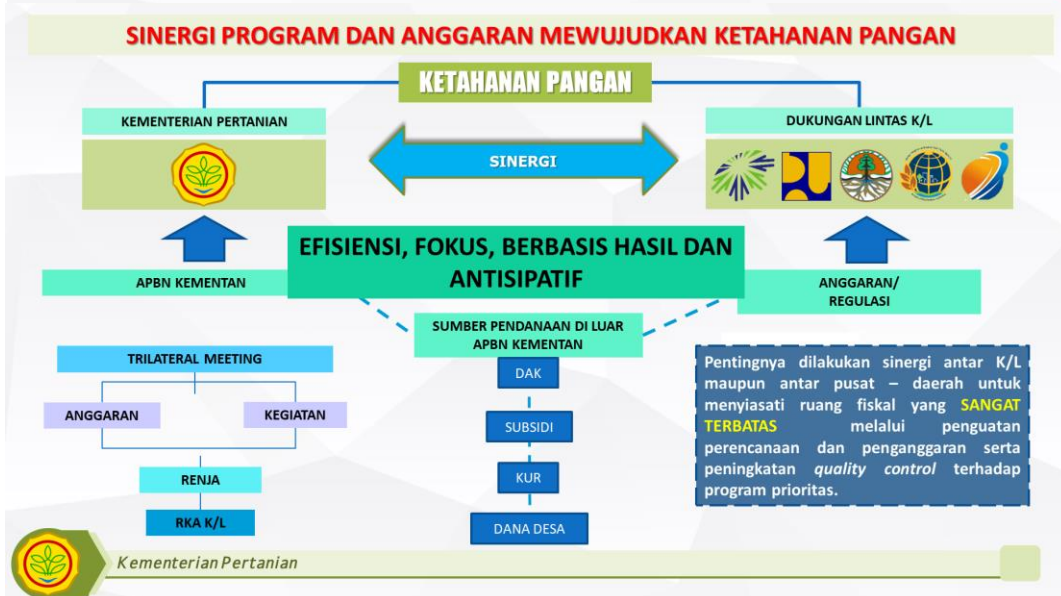 SINERGI PROGRAM DAN ANGGARAN MEWUJUDKAN KETAHANAN PANGAN
KETAHANAN PANGAN
KEMENTERIAN PERTANIAN
DUKUNGAN LINTAS K/L
SINERGI
EFISIENSI, FOKUS, BERBASIS HASIL DAN
ANTISIPATIF
APBN KEMENTAN
ANGGARAN/
REGULASI
SUMBER PENDANAAN DI LUAR
APBN KEMENTAN
DAK
SUBSIDI
KUR
DANA DESA
TRILATERAL MEETING
ANGGARAN
KEGIATAN
RENJA
RKA K/L
Pentingnya dilakukan sinergi antar K/L
maupun antar pusat – daerah untuk
menyiasati ruang fiskal yang SANGAT
TERBATAS melalui penguatan
perencanaan dan penganggaran serta
peningkatan quality control terhadap
program prioritas.
Kementerian Pertanian